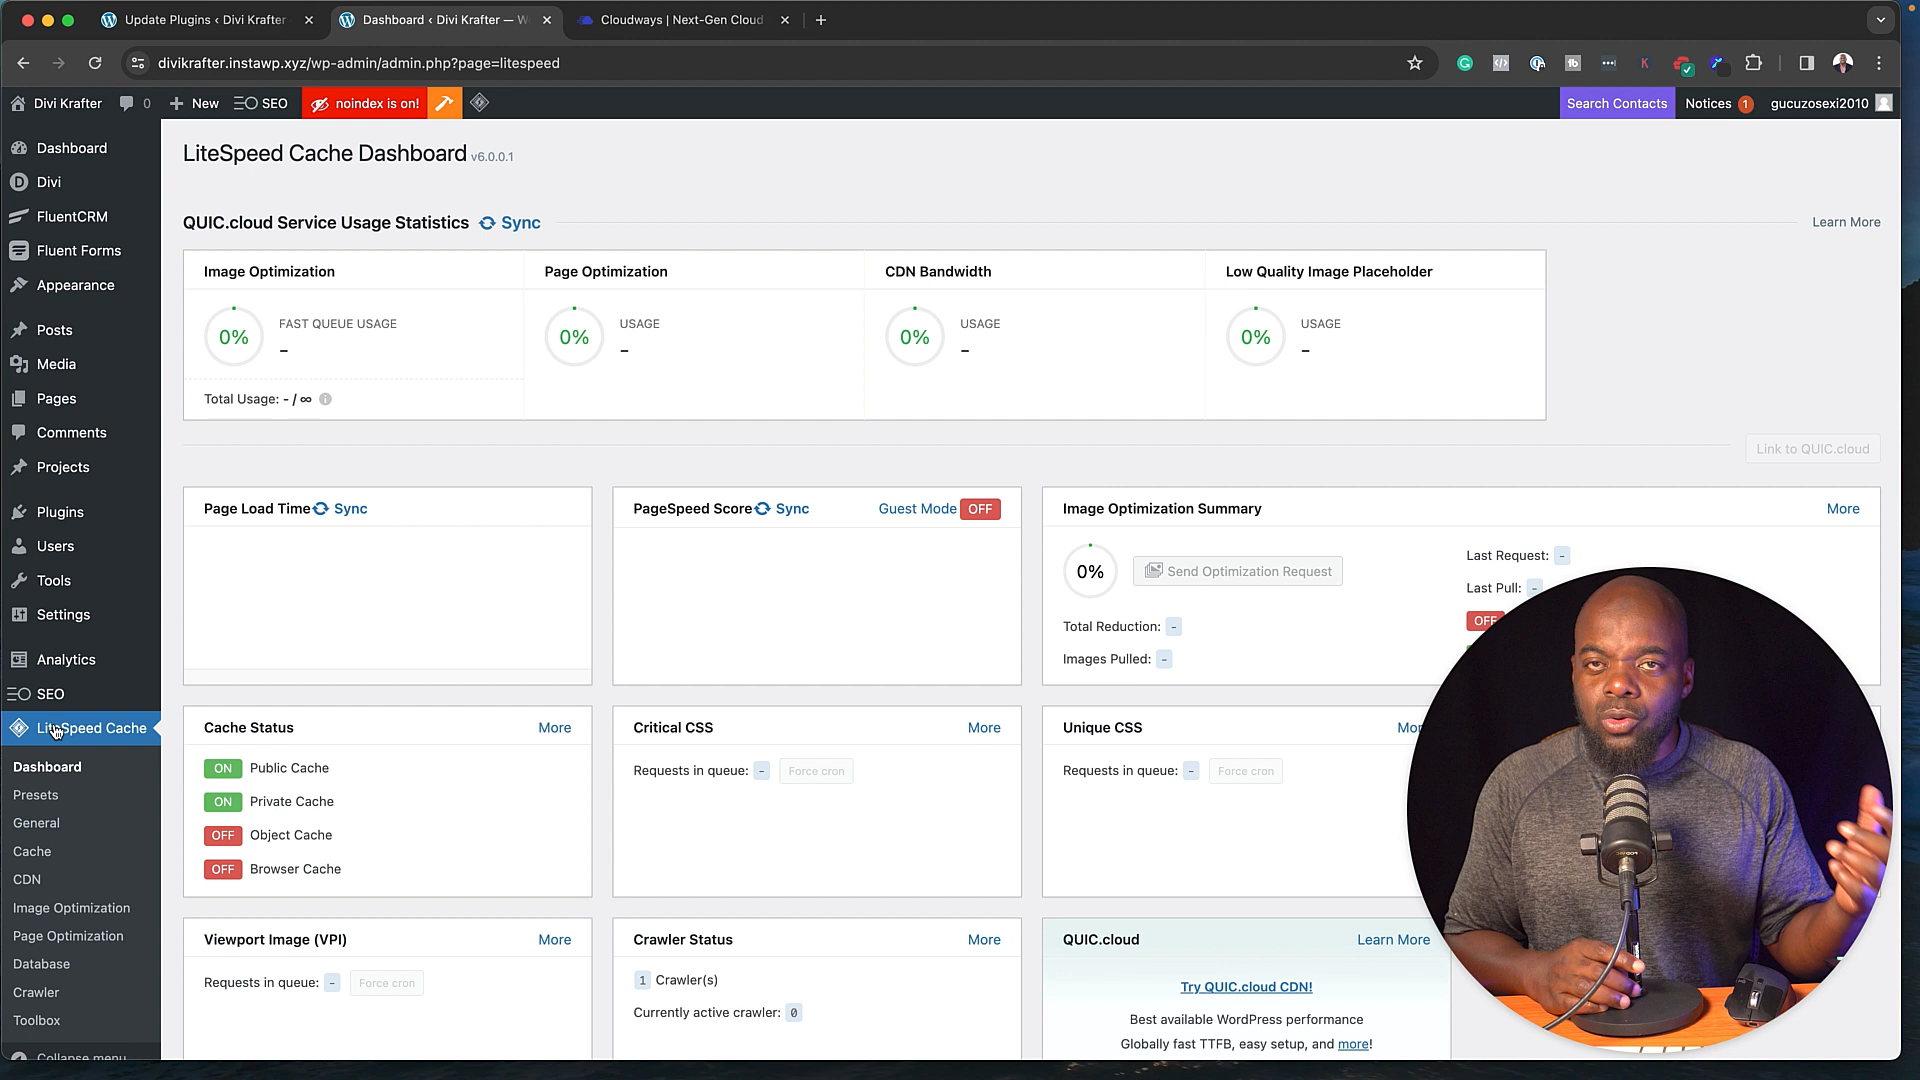 Update Plugins ‹ Divi Krafter
Dashboard ‹ Divi Krafter — W
Cloudways | Next-Gen Cloud
divikrafter.instawp.xyz/wp-admin/admin.php?page=litespeed
Divi Krafter
0
New
SEO
noindex is on!
Search Contacts
Notices 1
gucuzosexi2010
Dashboard
Divi
FluentCRM
Fluent Forms
Appearance
Posts
Media
Pages
Comments
Projects
Plugins
Users
Tools
Settings
Analytics
SEO
LiteSpeed Cache
Dashboard
Presets
General
Cache
CDN
Image Optimization
Page Optimization
Database
Crawler
Toolbox
Collapse menu
LiteSpeed Cache Dashboard v6.0.0.1
QUIC.cloud Service Usage Statistics Sync
Learn More
Image Optimization
0%
FAST QUEUE USAGE
–
Total Usage: - / ∞
Page Optimization
0%
USAGE
–
CDN Bandwidth
0%
USAGE
–
Low Quality Image Placeholder
0%
USAGE
–
Link to QUIC.cloud
Page Load Time Sync
PageSpeed Score Sync
Guest Mode OFF
Image Optimization Summary
More
0%
Send Optimization Request
Total Reduction: -
Images Pulled: -
Last Request: -
Last Pull: -
OFF
Cache Status
More
ON Public Cache
ON Private Cache
OFF Object Cache
OFF Browser Cache
Critical CSS
More
Requests in queue: - Force cron
Unique CSS
Mor
Requests in queue: - Force cron
Viewport Image (VPI)
More
Requests in queue: - Force cron
Crawler Status
More
1 Crawler(s)
Currently active crawler: 0
QUIC.cloud
Learn More
Try QUIC.cloud CDN!
Best available WordPress performance
Globally fast TTFB, easy setup, and more!